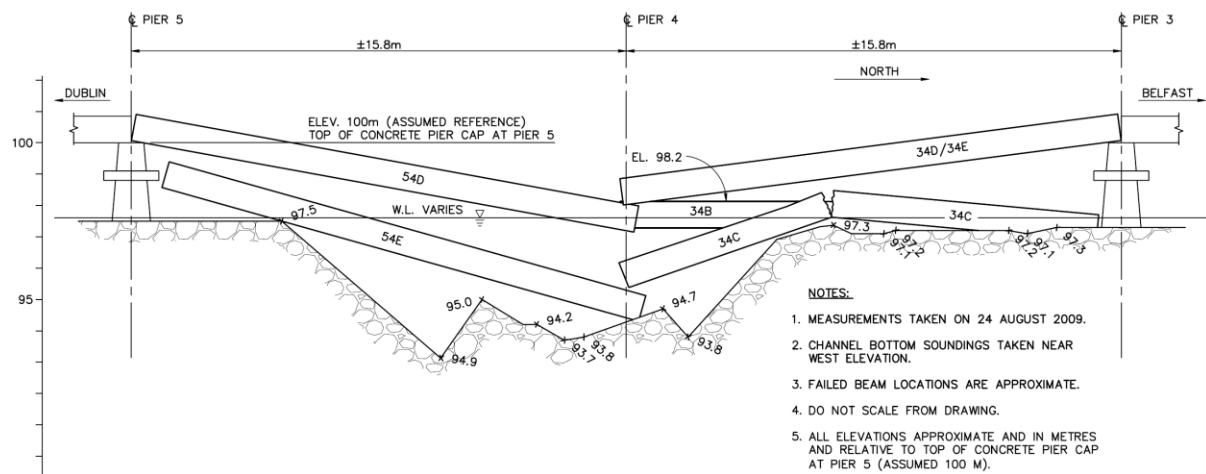 ℄ PIER 5
℄ PIER 4
℄ PIER 3
±15.8m
±15.8m
NORTH
DUBLIN
BELFAST
ELEV. 100m (ASSUMED REFERENCE)
TOP OF CONCRETE PIER CAP AT PIER 5
100
EL. 98.2
34D/34E
54D
W.L. VARIES
34B
34C
34C
97.5
54E
97.3
97.1
97.2
97.2
97.1
97.3
95
95.0
94.2
94.7
94.9
93.7
93.8
93.8
NOTES:
1. MEASUREMENTS TAKEN ON 24 AUGUST 2009.
2. CHANNEL BOTTOM SOUNDINGS TAKEN NEAR
WEST ELEVATION.
3. FAILED BEAM LOCATIONS ARE APPROXIMATE.
4. DO NOT SCALE FROM DRAWING.
5. ALL ELEVATIONS APPROXIMATE AND IN METRES
AND RELATIVE TO TOP OF CONCRETE PIER CAP
AT PIER 5 (ASSUMED 100 M).